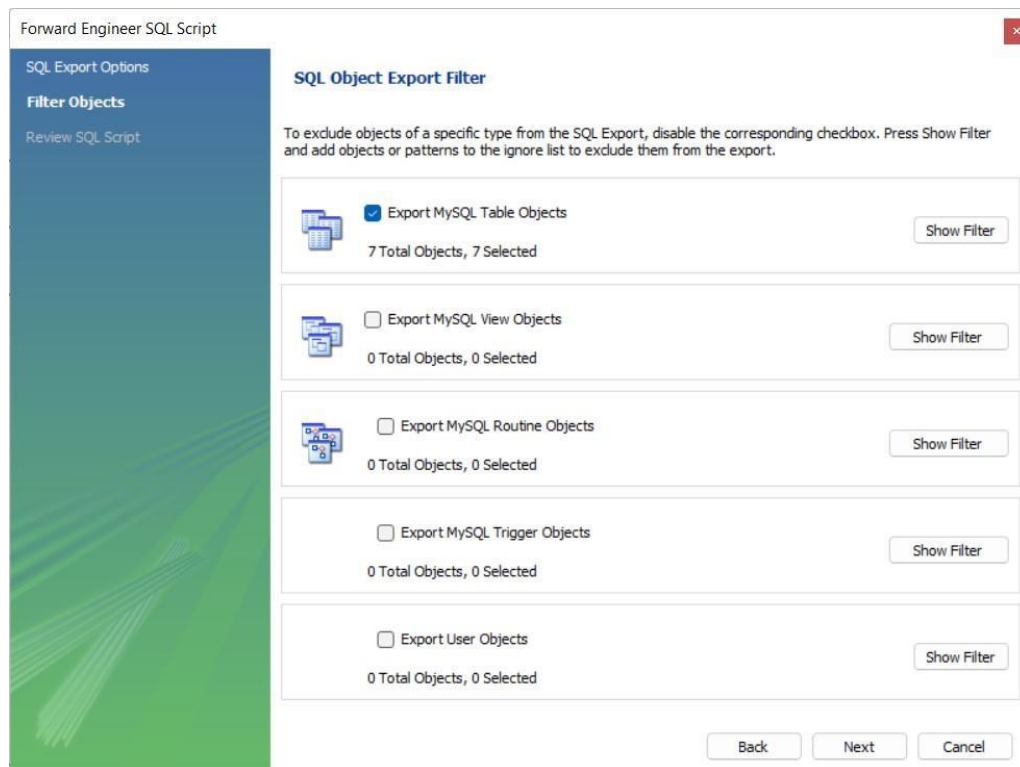 Forward Engineer SQL Script
SQL Export Options
Filter Objects
Review SQL Script
SQL Object Export Filter
To exclude objects of a specific type from the SQL Export, disable the corresponding checkbox. Press Show Filter
and add objects or patterns to the ignore list to exclude them from the export.
Export MySQL Table Objects
7 Total Objects, 7 Selected
Show Filter
Export MySQL View Objects
0 Total Objects, 0 Selected
Show Filter
Export MySQL Routine Objects
0 Total Objects, 0 Selected
Show Filter
Export MySQL Trigger Objects
0 Total Objects, 0 Selected
Show Filter
Export User Objects
0 Total Objects, 0 Selected
Show Filter
Back Next Cancel